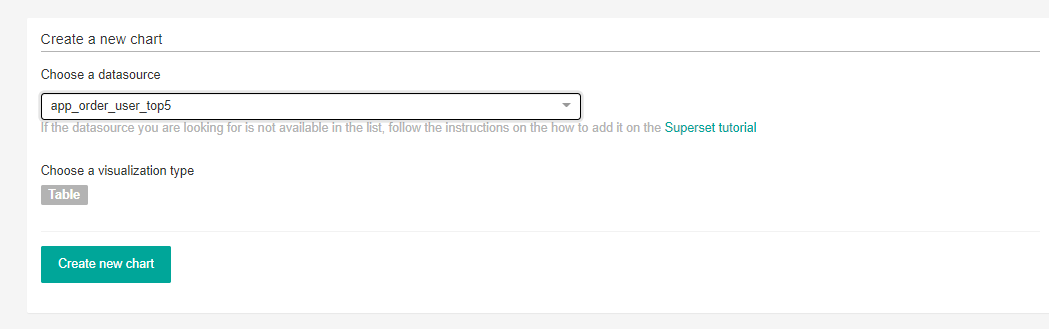 Create a new chart
Choose a datasource
app_order_user_top5
If the datasource you are looking for is not available in the list, follow the instructions on the how to add it on the Superset tutorial
Choose a visualization type
Table
Create new chart